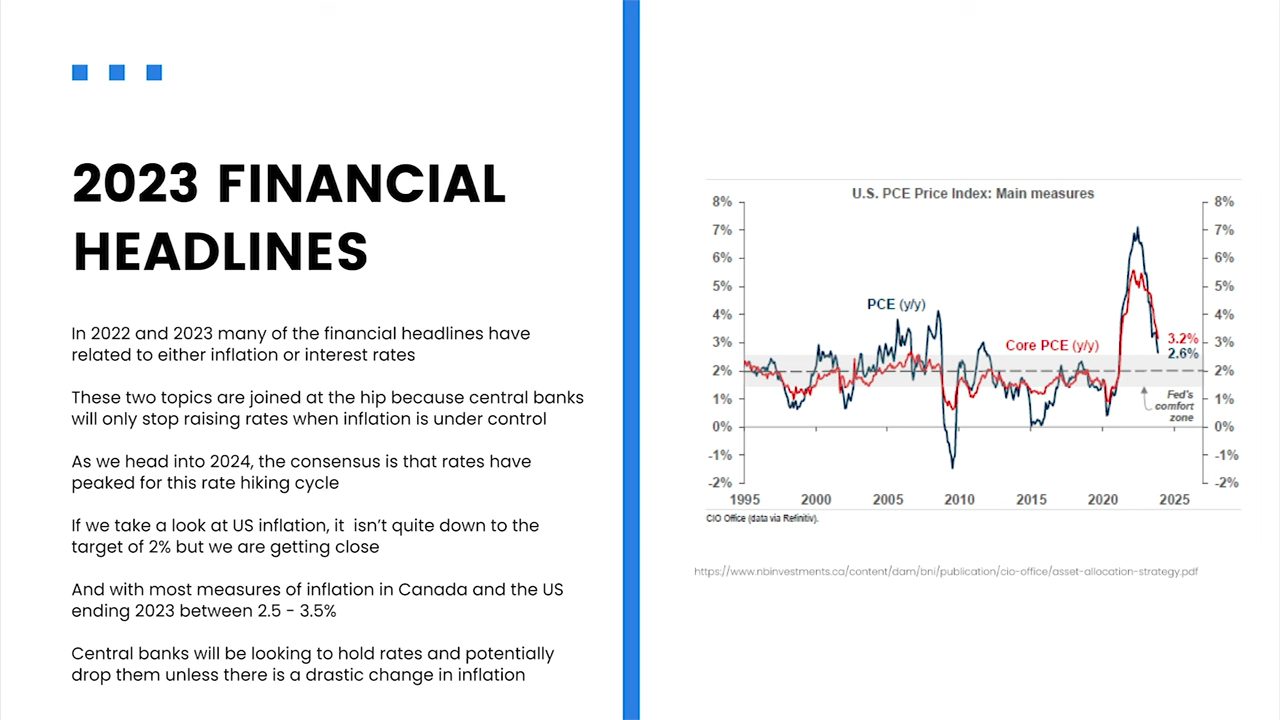 2023 FINANCIAL
HEADLINES
In 2022 and 2023 many of the financial headlines have
related to either inflation or interest rates
These two topics are joined at the hip because central banks
will only stop raising rates when inflation is under control
As we head into 2024, the consensus is that rates have
peaked for this rate hiking cycle
If we take a look at US inflation, it  isn't quite down to the
target of 2% but we are getting close
And with most measures of inflation in Canada and the US
ending 2023 between 2.5 - 3.5%
Central banks will be looking to hold rates and potentially
drop them unless there is a drastic change in inflation
U.S. PCE Price Index: Main measures
8% 8%
7% 7%
6% 6%
5% 5%
PCE (y/y)
4% 4%
Core PCE (y/y) 3.2%
3% 3%
2.6%
2% 2%
Fed's
1% comfort 1%
zone
0% 0%
-1% -1%
-2% -2%
1995 2000 2005 2010 2015 2020 2025
CIO Office (data via Refinitiv).
https://www.nbinvestments.ca/content/dam/bni/publication/cio-office/asset-allocation-strategy.pdf